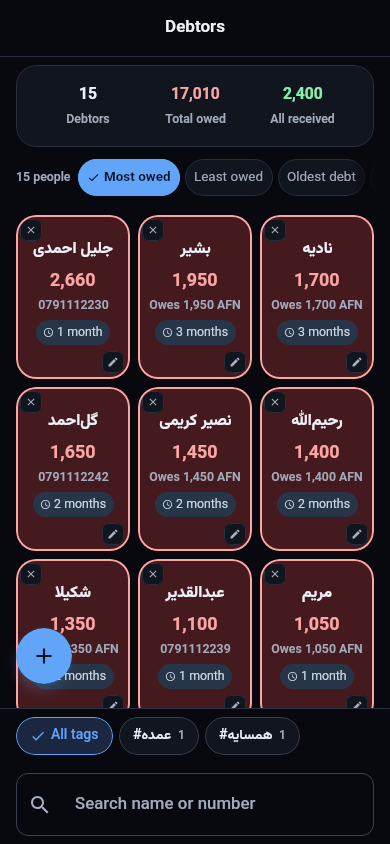 Debtors
15 17,010 2,400
Debtors Total owed All received
15 people Most owed Least owed Oldest debt
جلیل احمدی
2,660
0791112230
1 month
بشیر
1,950
Owes 1,950 AFN
3 months
نادیه
1,700
Owes 1,700 AFN
3 months
گل‌احمد
1,650
0791112242
2 months
نصیر کریمی
1,450
Owes 1,450 AFN
2 months
رحیم‌الله
1,400
Owes 1,400 AFN
2 months
شکیلا
1,350
350 AFN
months
عبدالقدیر
1,100
0791112239
1 month
مریم
1,050
Owes 1,050 AFN
1 month
All tags #عمده 1 #همسایه 1
Search name or number